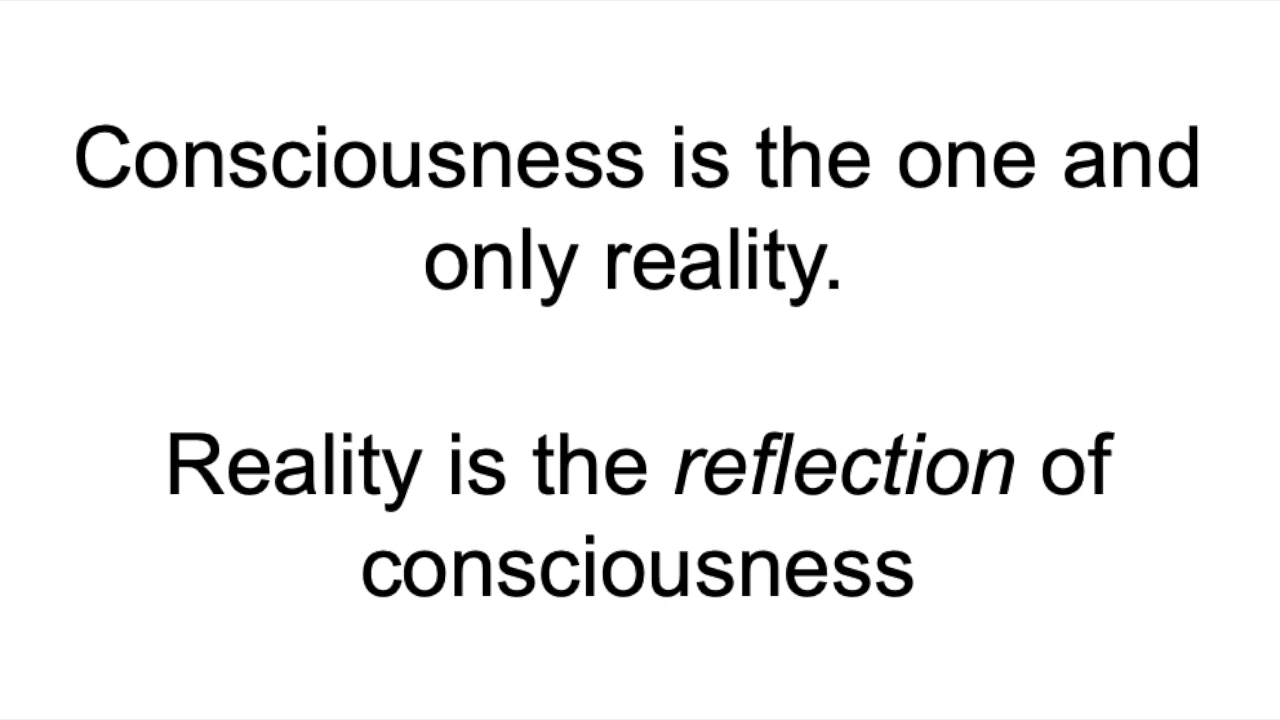 Consciousness is the one and
only reality.
Reality is the reflection of
consciousness